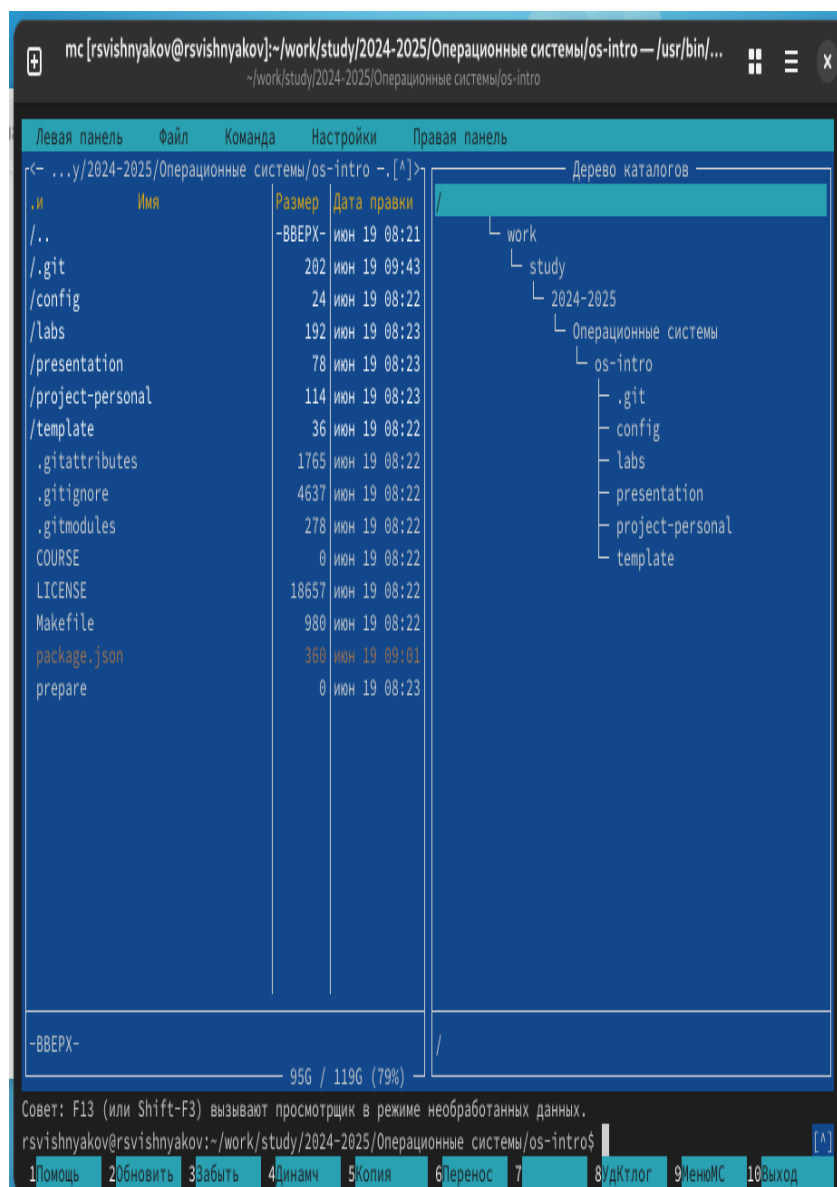 mc [rsvishnyakov@rsvishnyakov]:~/work/study/2024-2025/Операционные системы/os-intro — /usr/bin/...
~/work/study/2024-2025/Операционные системы/os-intro
Левая панель Файл Команда Настройки Правая панель
<— ...y/2024-2025/Операционные системы/os-intro —.[^]>
.и Имя Размер Дата правки
/.. -ВВЕРХ- июн 19 08:21
/.git 202 июн 19 09:43
/config 24 июн 19 08:22
/labs 192 июн 19 08:23
/presentation 78 июн 19 08:23
/project-personal 114 июн 19 08:23
/template 36 июн 19 08:22
.gitattributes 1765 июн 19 08:22
.gitignore 4637 июн 19 08:22
.gitmodules 278 июн 19 08:22
COURSE 0 июн 19 08:22
LICENSE 18657 июн 19 08:22
Makefile 980 июн 19 08:22
package.json 360 июн 19 09:01
prepare 0 июн 19 08:23
-ВВЕРХ-
95G / 119G (79%)
Дерево каталогов
/
work
study
2024-2025
Операционные системы
os-intro
.git
config
labs
presentation
project-personal
template
/
Совет: F13 (или Shift-F3) вызывают просмотрщик в режиме необработанных данных.
rsvishnyakov@rsvishnyakov:~/work/study/2024-2025/Операционные системы/os-intro$ [^]
1Помощь 2Обновить 3Забыть 4Динамч 5Копия 6Перенос 7 8УдКтлог 9МенюMC 10Выход